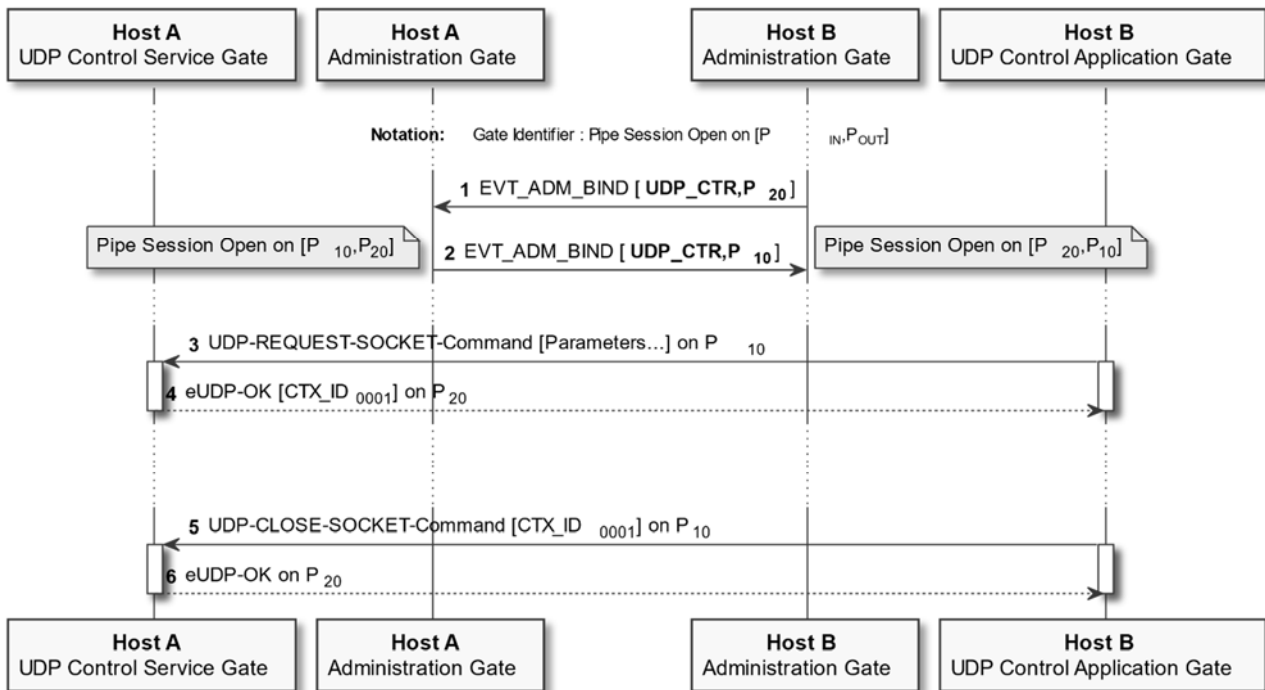 Host A
UDP Control Service Gate
Host A
Administration Gate
Host B
Administration Gate
Host B
UDP Control Application Gate
Notation: Gate Identifier : Pipe Session Open on [P IN,POUT]
1 EVT_ADM_BIND [ UDP_CTR,P 20]
Pipe Session Open on [P 10,P20]
Pipe Session Open on [P 20,P10]
2 EVT_ADM_BIND [ UDP_CTR,P 10]
3 UDP-REQUEST-SOCKET-Command [Parameters...] on P 10
4 eUDP-OK [CTX_ID 0001] on P20
5 UDP-CLOSE-SOCKET-Command [CTX_ID 0001] on P10
6 eUDP-OK on P 20
Host A
UDP Control Service Gate
Host A
Administration Gate
Host B
Administration Gate
Host B
UDP Control Application Gate